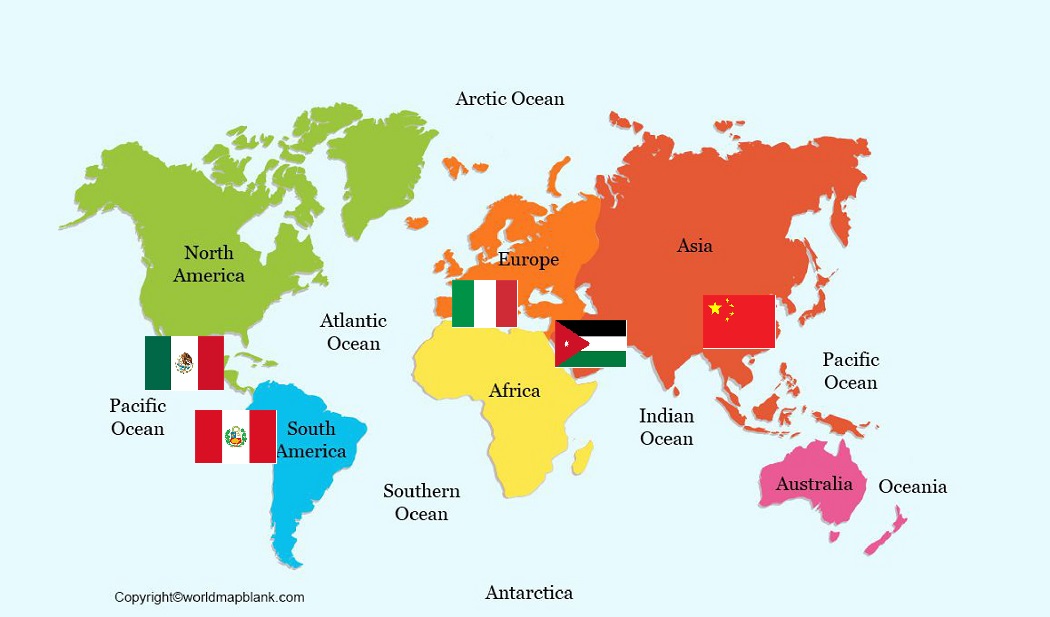 Arctic Ocean
North
America
Europe
Asia
Atlantic
Ocean
Pacific
Ocean
Africa
Indian
Ocean
Pacific
Ocean
South
America
Southern
Ocean
Australia
Oceania
Antarctica
Copyright©worldmapblank.com